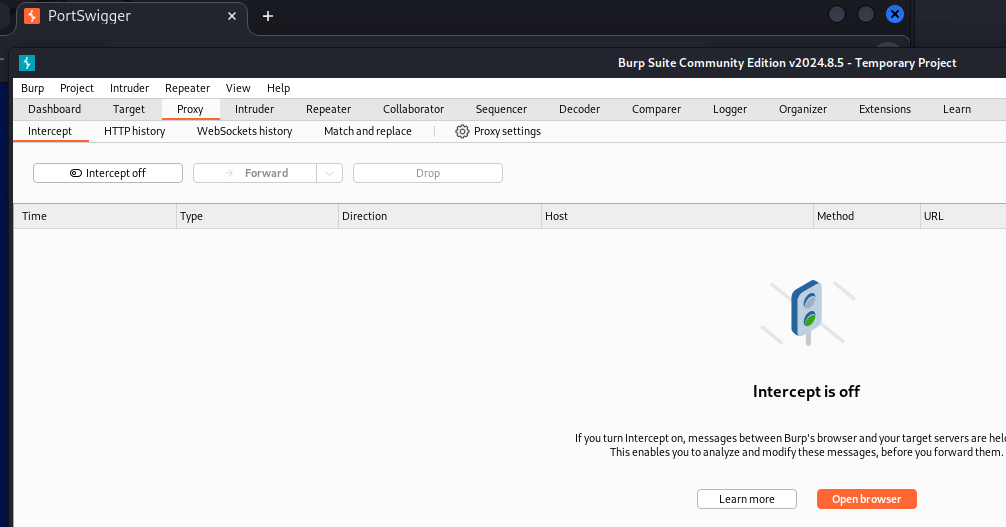 PortSwigger
Burp Suite Community Edition v2024.8.5 - Temporary Project
Burp Project Intruder Repeater View Help
Dashboard Target Proxy Intruder Repeater Collaborator Sequencer Decoder Comparer Logger Organizer Extensions Learn
Intercept HTTP history WebSockets history Match and replace Proxy settings
Intercept off Forward Drop
Time Type Direction Host Method URL
Intercept is off
If you turn Intercept on, messages between Burp's browser and your target servers are
This enables you to analyze and modify these messages, before you forward them.
Learn more Open browser